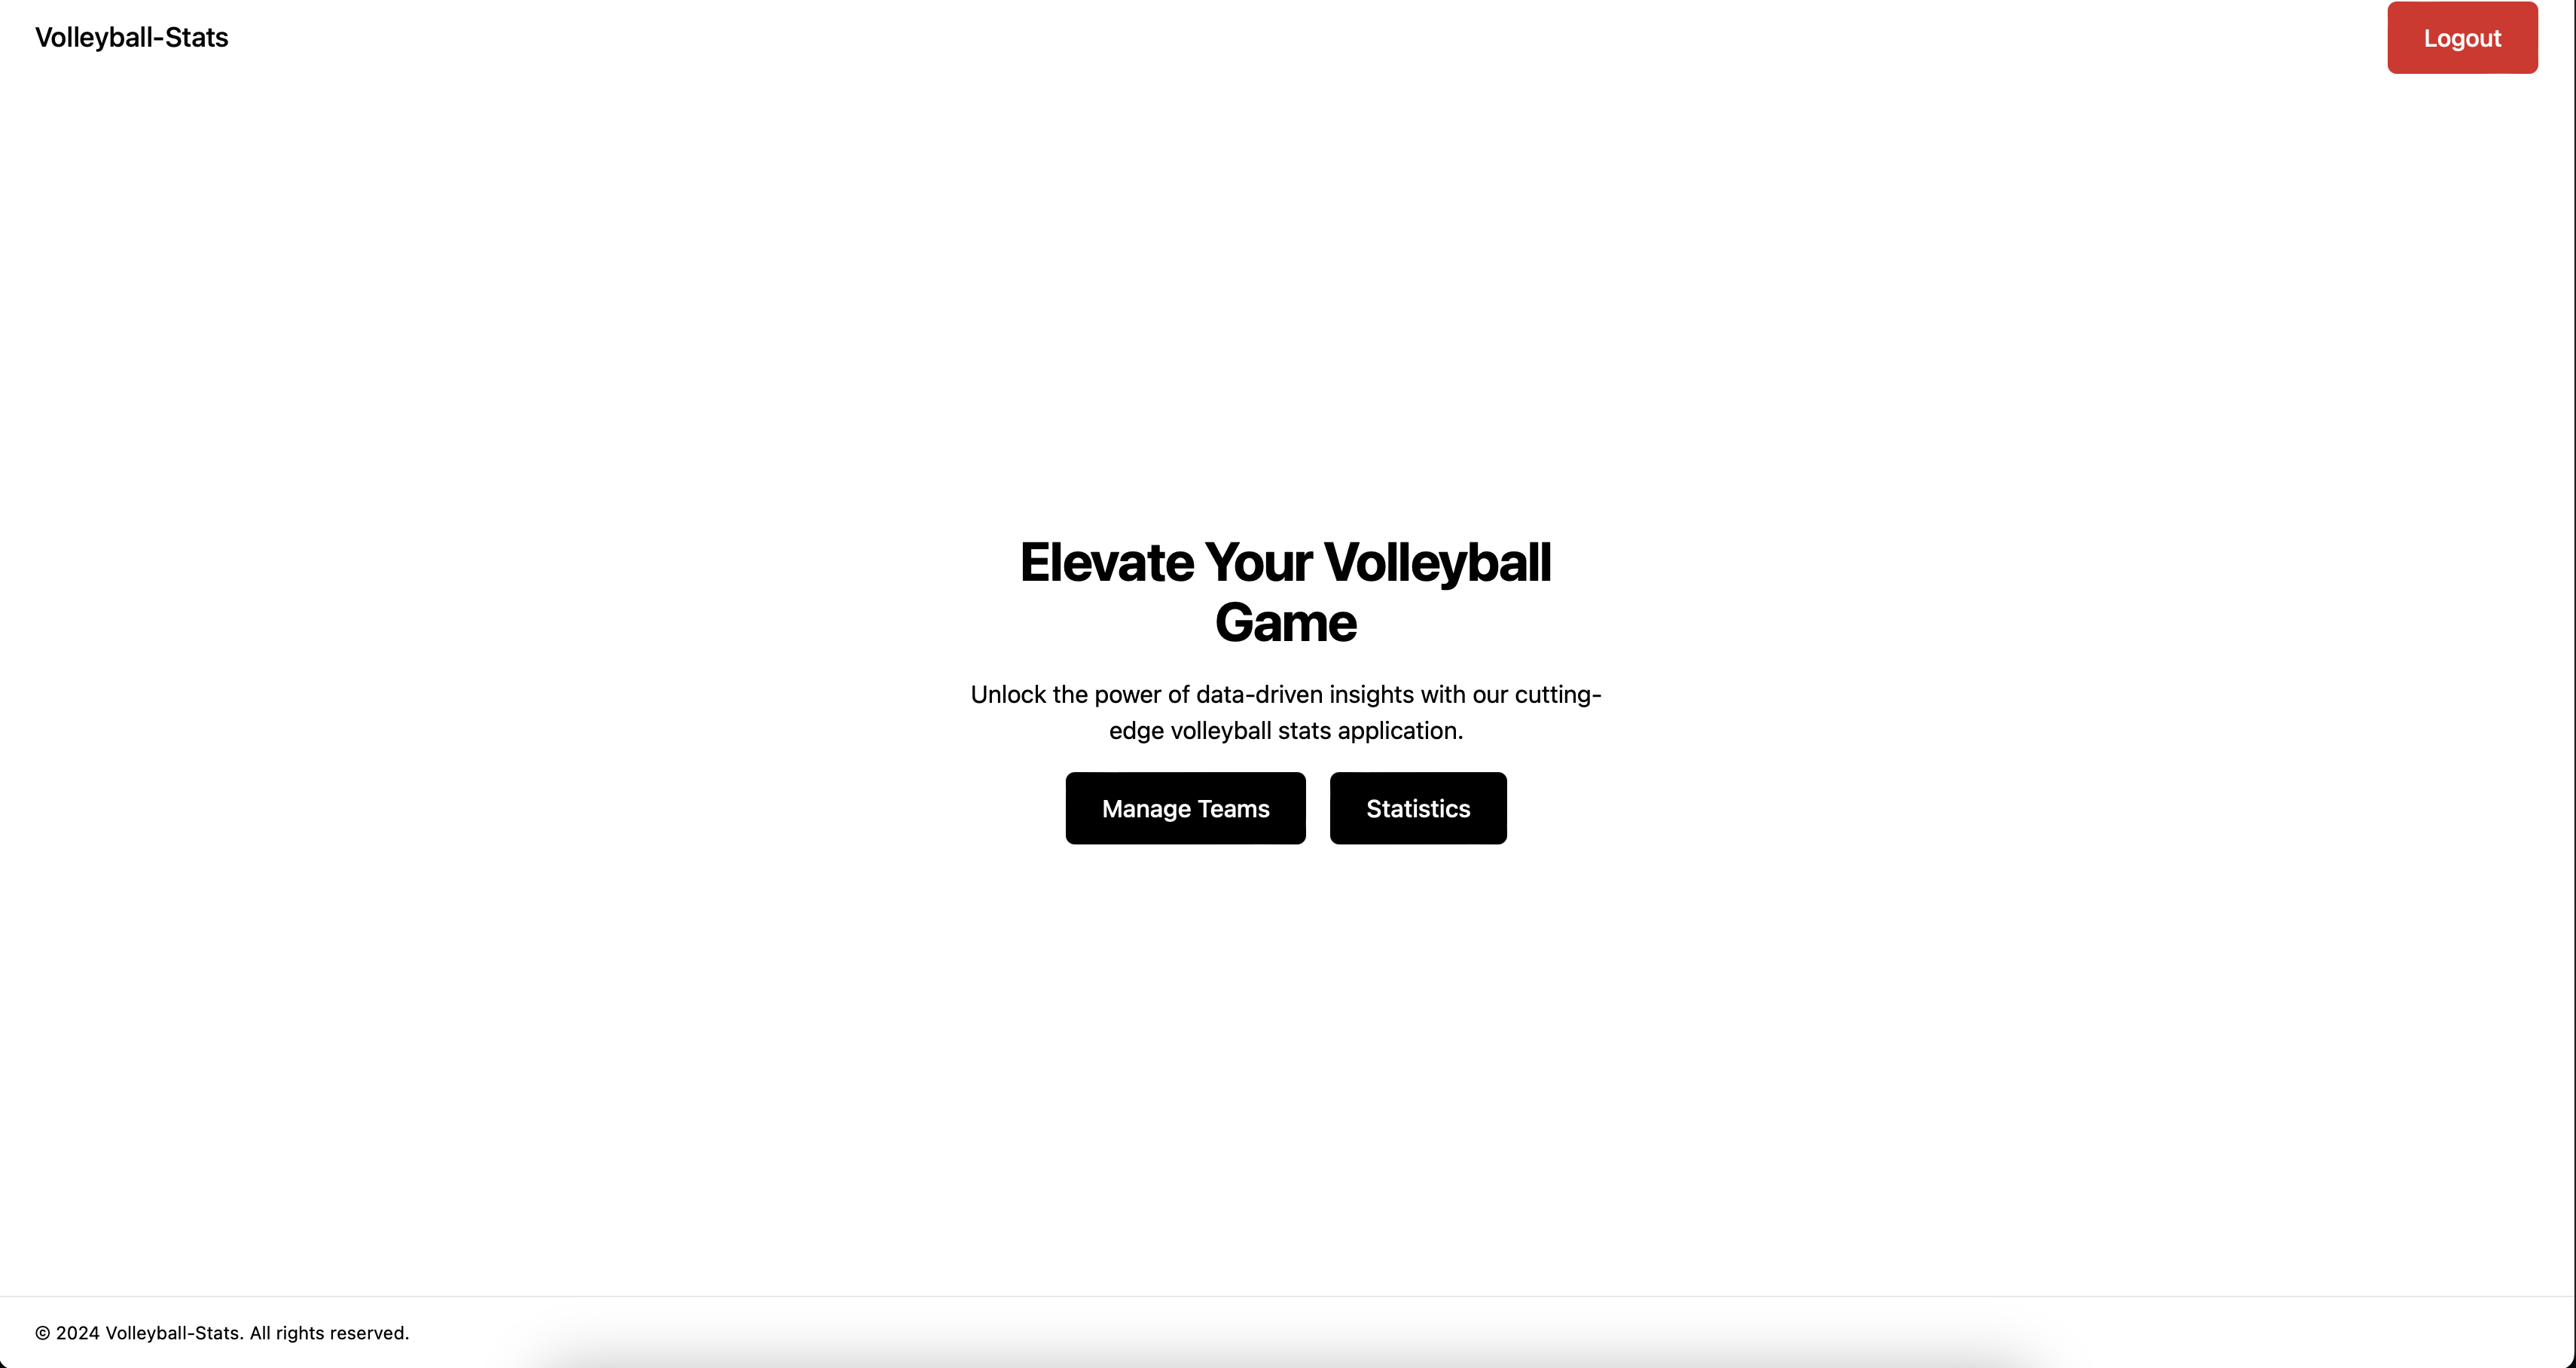 Volleyball-Stats
Logout
Elevate Your Volleyball
Game
Unlock the power of data-driven insights with our cutting-
edge volleyball stats application.
Manage Teams
Statistics
© 2024 Volleyball-Stats. All rights reserved.